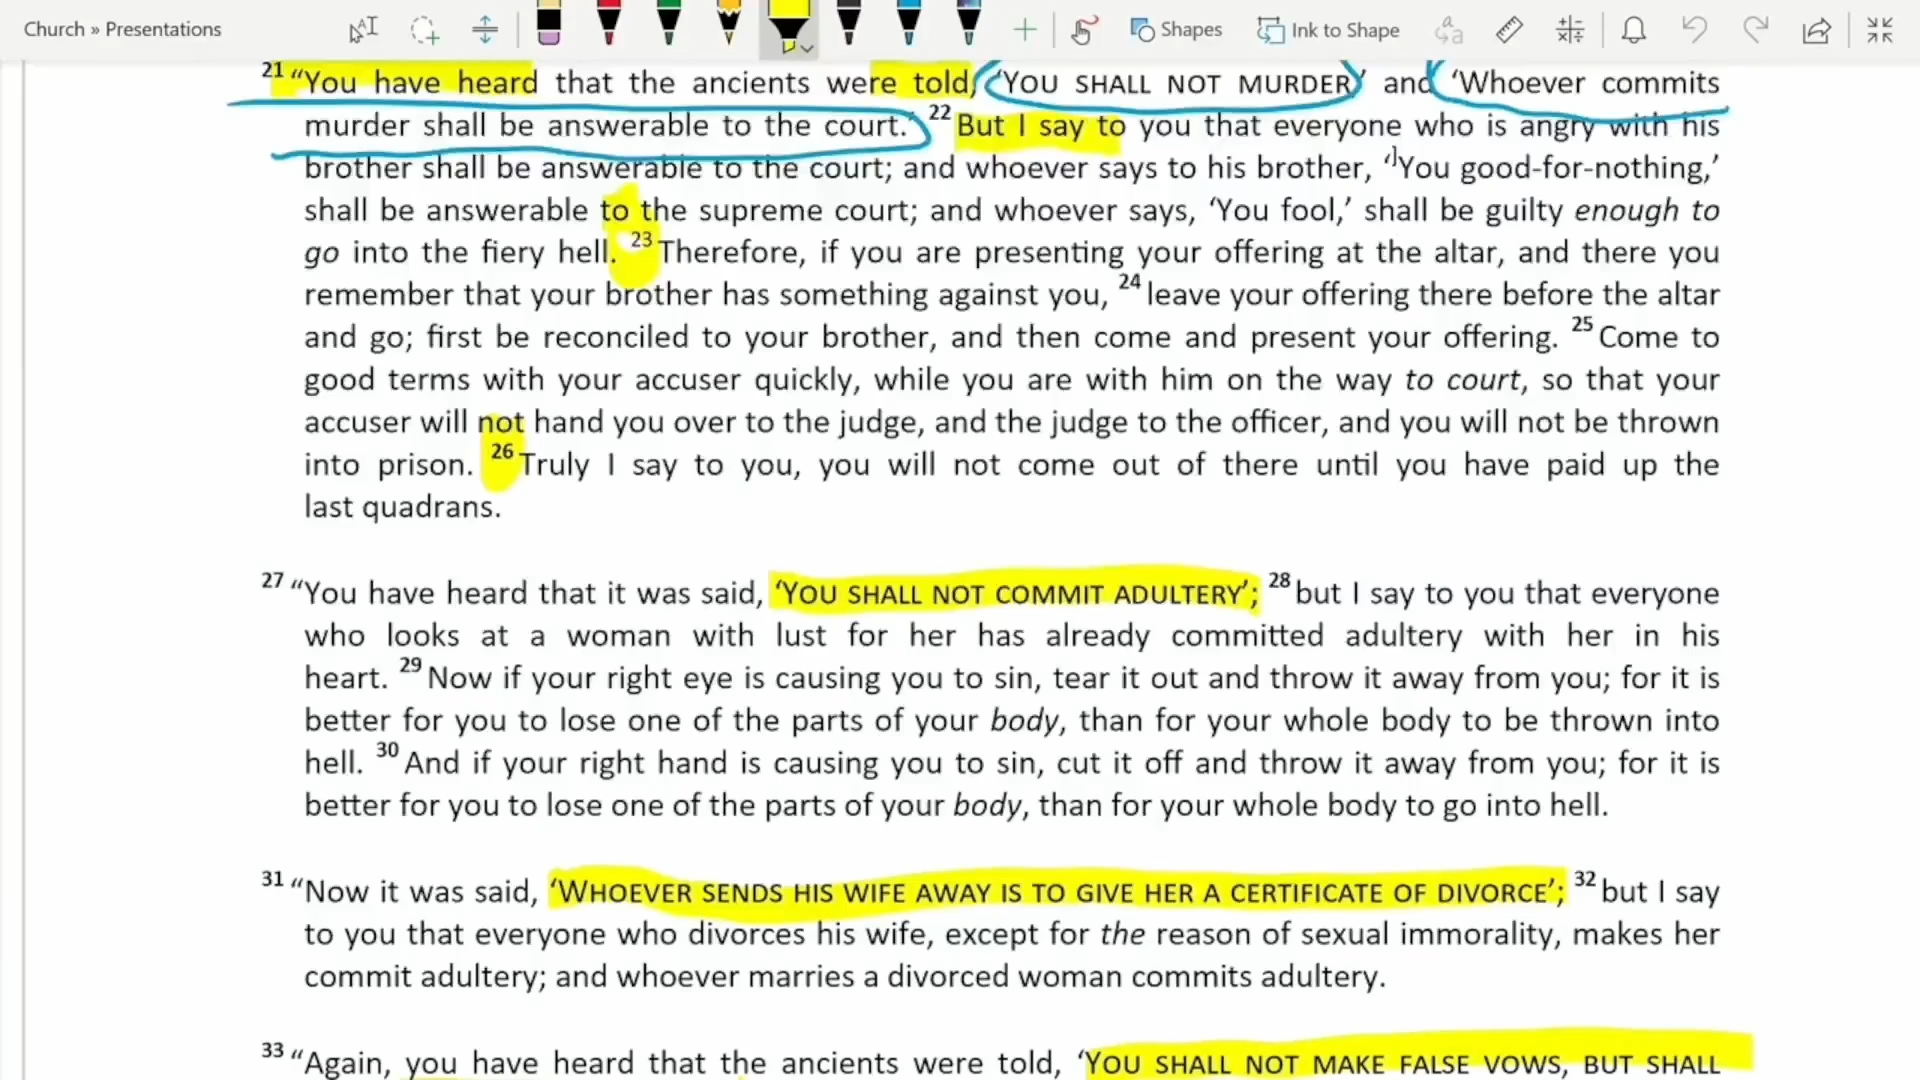 Church » Presentations
Shapes
Ink to Shape
21 “You have heard that the ancients were told, ‘YOU SHALL NOT MURDER’ and ‘Whoever commits
murder shall be answerable to the court.’ 22 But I say to you that everyone who is angry with his
brother shall be answerable to the court; and whoever says to his brother, ‘]You good-for-nothing,’
shall be answerable to the supreme court; and whoever says, ‘You fool,’ shall be guilty enough to
go into the fiery hell. 23 Therefore, if you are presenting your offering at the altar, and there you
remember that your brother has something against you, 24 leave your offering there before the altar
and go; first be reconciled to your brother, and then come and present your offering. 25 Come to
good terms with your accuser quickly, while you are with him on the way to court, so that your
accuser will not hand you over to the judge, and the judge to the officer, and you will not be thrown
into prison. 26 Truly I say to you, you will not come out of there until you have paid up the
last quadrans.
27 “You have heard that it was said, ‘YOU SHALL NOT COMMIT ADULTERY’; 28 but I say to you that everyone
who looks at a woman with lust for her has already committed adultery with her in his
heart. 29 Now if your right eye is causing you to sin, tear it out and throw it away from you; for it is
better for you to lose one of the parts of your body, than for your whole body to be thrown into
hell. 30 And if your right hand is causing you to sin, cut it off and throw it away from you; for it is
better for you to lose one of the parts of your body, than for your whole body to go into hell.
31 “Now it was said, ‘WHOEVER SENDS HIS WIFE AWAY IS TO GIVE HER A CERTIFICATE OF DIVORCE’; 32 but I say
to you that everyone who divorces his wife, except for the reason of sexual immorality, makes her
commit adultery; and whoever marries a divorced woman commits adultery.
33 “Again, you have heard that the ancients were told, ‘YOU SHALL NOT MAKE FALSE VOWS, BUT SHALL